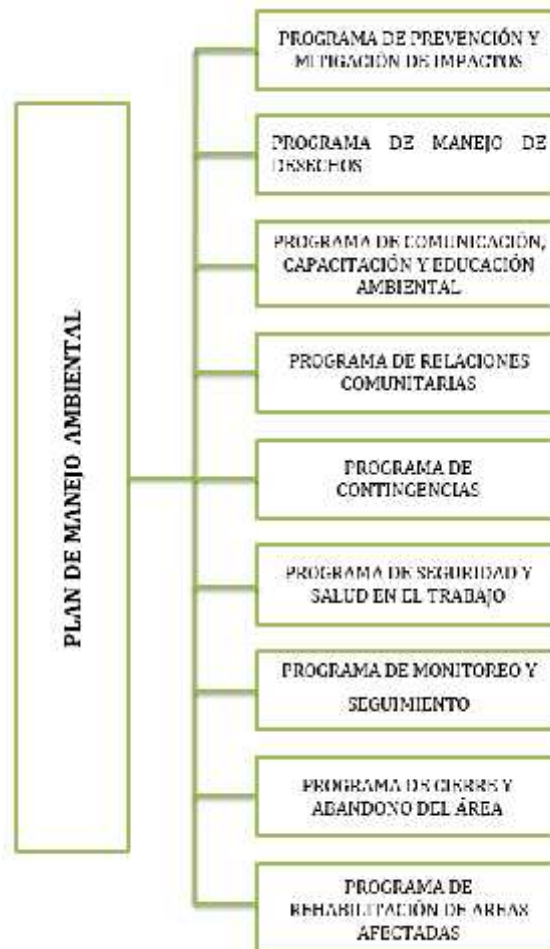 PLAN DE MANEJO AMBIENTAL
PROGRAMA DE PREVENCIÓN Y
MITIGACIÓN DE IMPACTOS
PROGRAMA DE MANEJO DE
DESECHOS
PROGRAMA DE COMUNICACIÓN,
CAPACITACIÓN Y EDUCACIÓN
AMBIENTAL
PROGRAMA DE RELACIONES
COMUNITARIAS
PROGRAMA DE
CONTINGENCIAS
PROGRAMA DE SEGURIDAD Y
SALUD EN EL TRABAJO
PROGRAMA DE MONITOREO Y
SEGUIMIENTO
PROGRAMA DE CIERRE Y
ABANDONO DEL ÁREA
PROGRAMA DE
REHABILITACIÓN DE AREAS
AFECTADAS